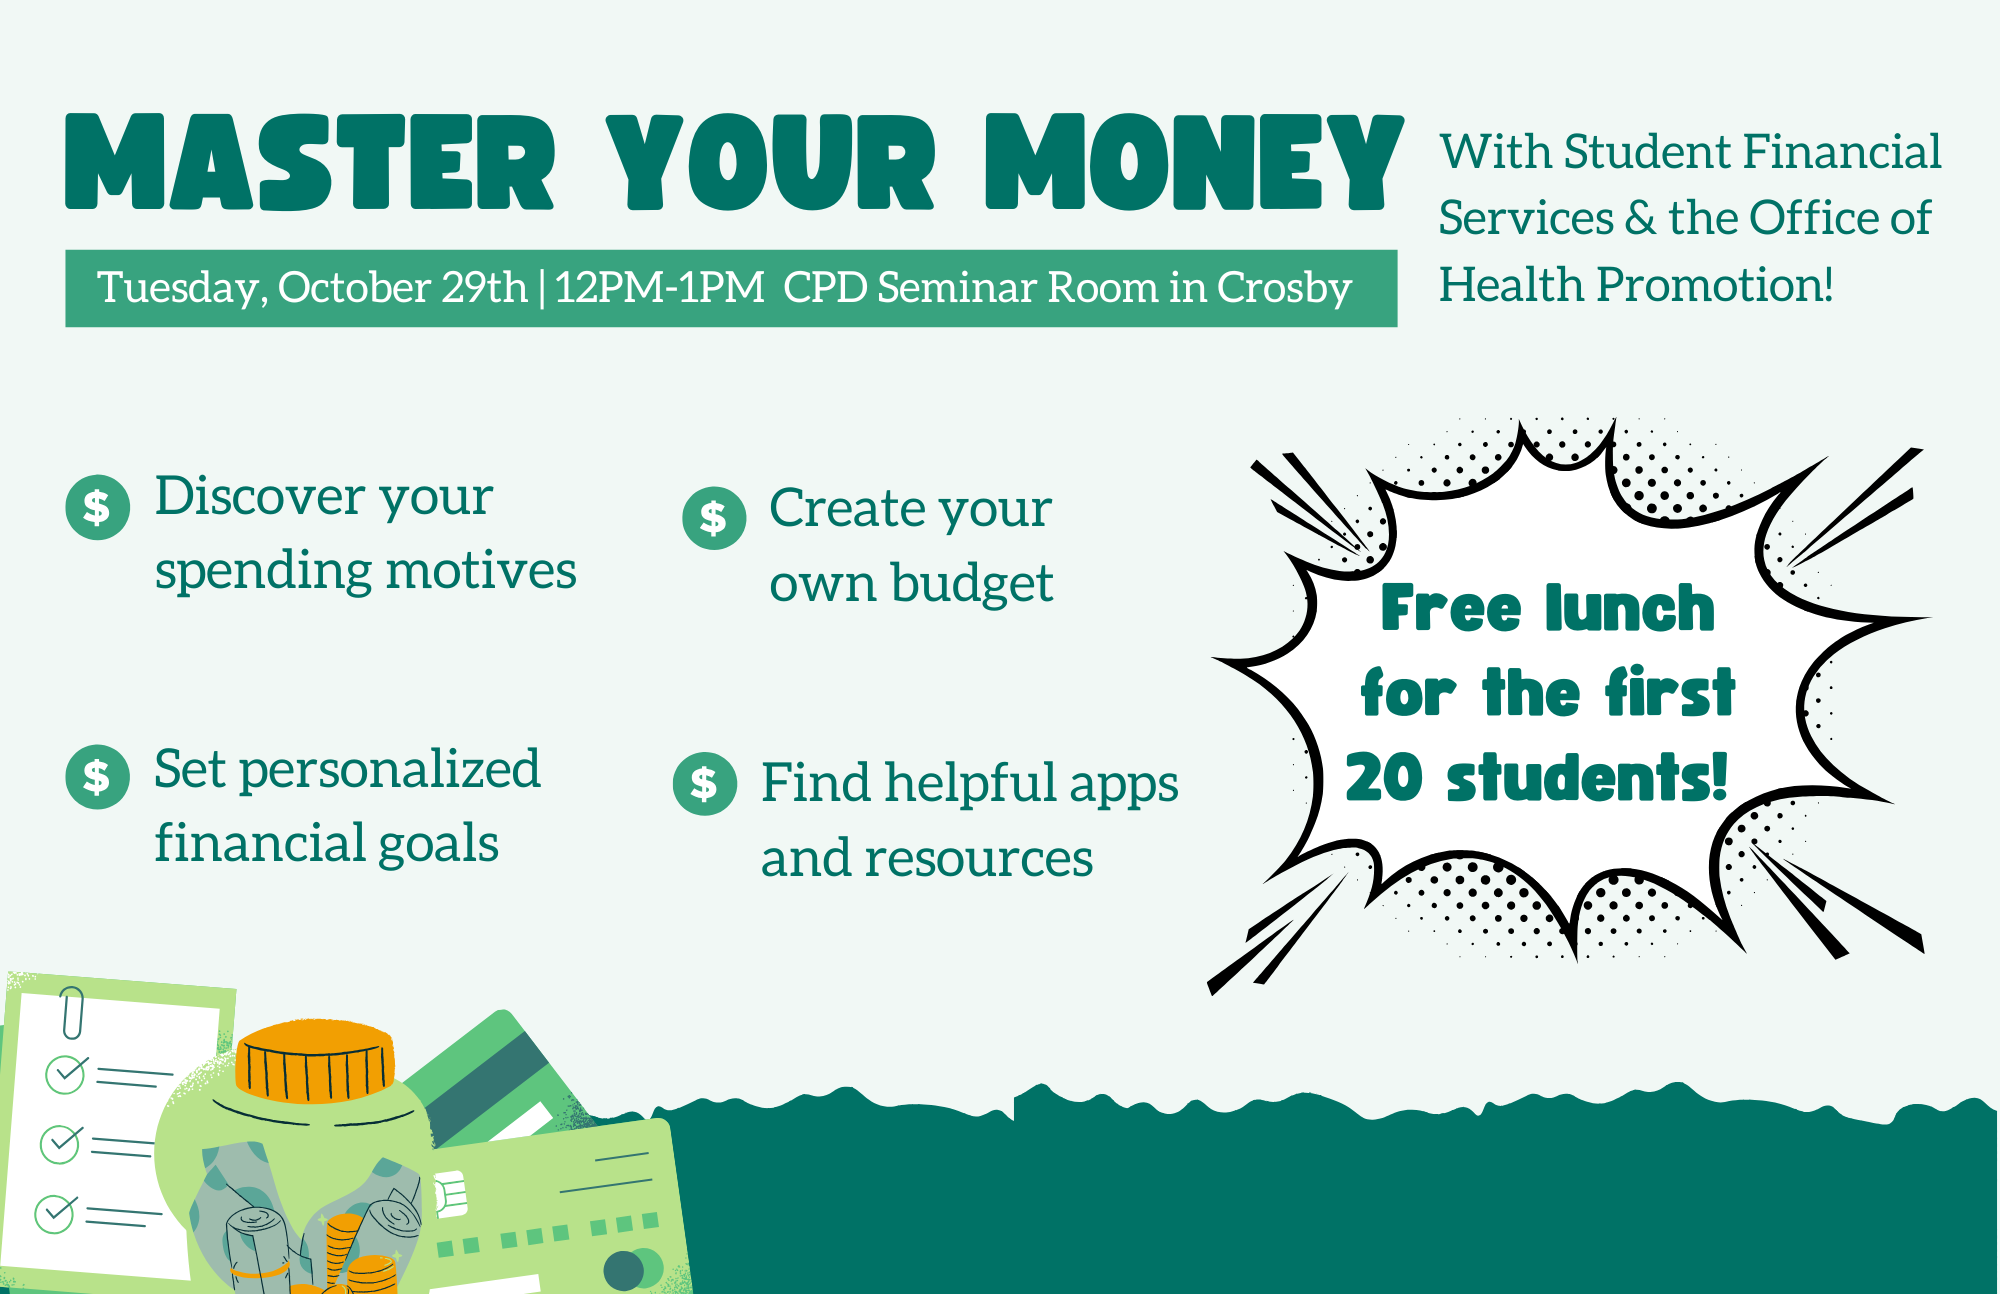 MASTER YOUR MONEY
With Student Financial
Services & the Office of
Health Promotion!
Tuesday, October 29th | 12PM-1PM CPD Seminar Room in Crosby
$ Discover your
spending motives
$ Create your
own budget
$ Set personalized
financial goals
$ Find helpful apps
and resources
Free lunch
for the first
20 students!